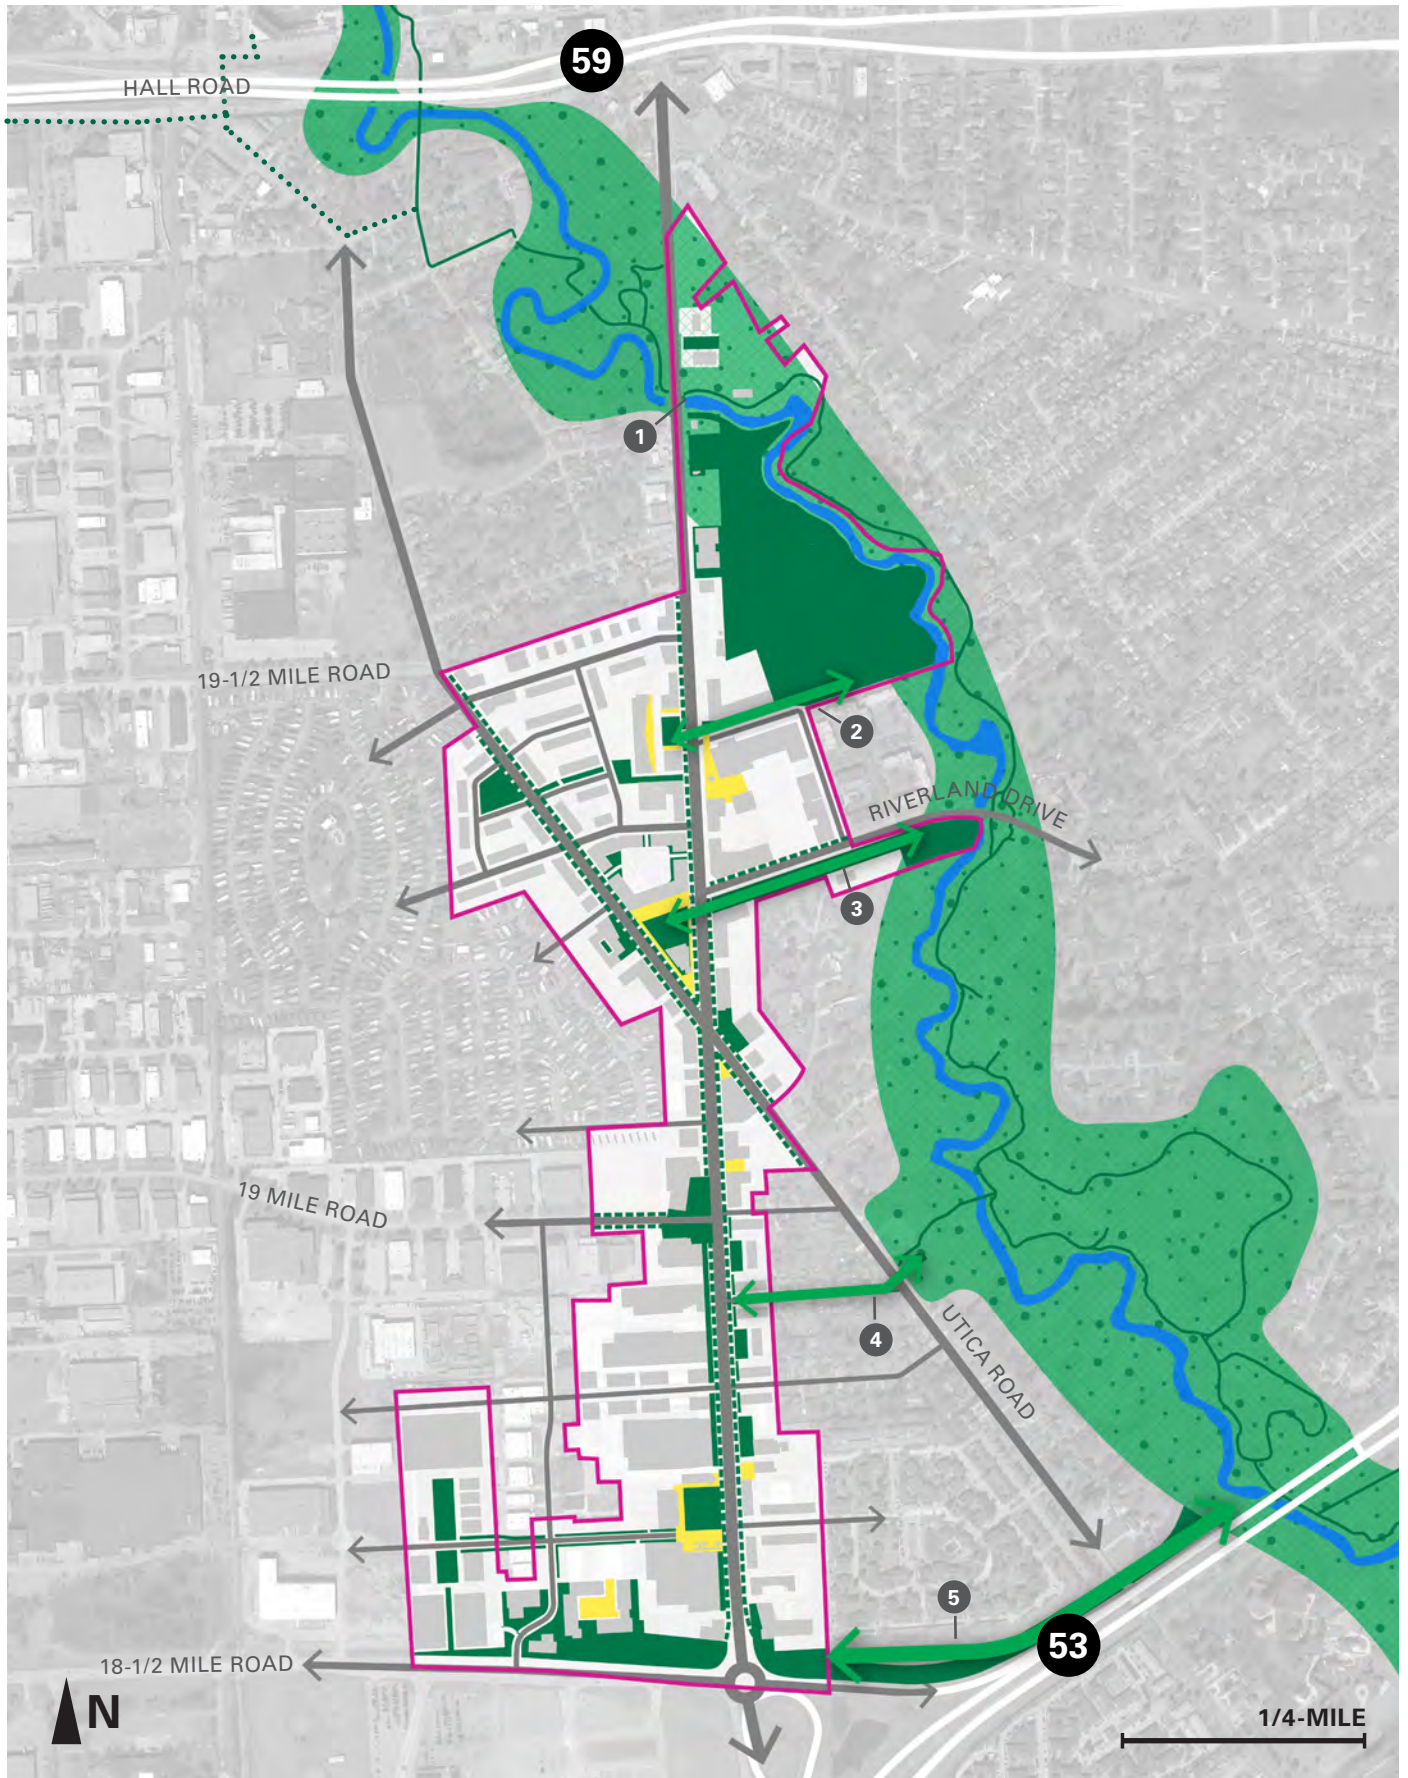 59
HALL ROAD
1
19-1/2 MILE ROAD
2
RIVERLAND DRIVE
3
19 MILE ROAD
4
UTICA ROAD
5
53
18-1/2 MILE ROAD
N
1/4-MILE